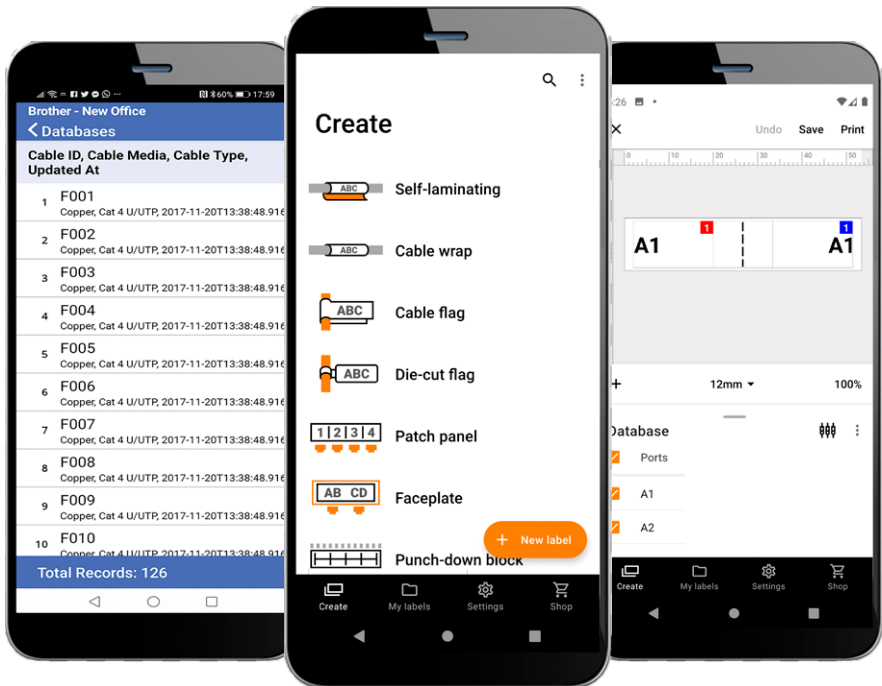 60% 17:59
Brother - New Office
Databases
Cable ID, Cable Media, Cable Type,
Updated At
1 F001
Copper, Cat 4 U/UTP, 2017-11-20T13:38:48.916
2 F002
Copper, Cat 4 U/UTP, 2017-11-20T13:38:48.916
3 F003
Copper, Cat 4 U/UTP, 2017-11-20T13:38:48.916
4 F004
Copper, Cat 4 U/UTP, 2017-11-20T13:38:48.916
5 F005
Copper, Cat 4 U/UTP, 2017-11-20T13:38:48.916
6 F006
Copper, Cat 4 U/UTP, 2017-11-20T13:38:48.916
7 F007
Copper, Cat 4 U/UTP, 2017-11-20T13:38:48.916
8 F008
Copper, Cat 4 U/UTP, 2017-11-20T13:38:48.916
9 F009
Copper, Cat 4 U/UTP, 2017-11-20T13:38:48.916
10 F010
Copper, Cat 4 U/UTP, 2017-11-20T13:38:48.916
Total Records: 126
Create
ABC Self-laminating
ABC Cable wrap
ABC Cable flag
ABC Die-cut flag
1 2 3 4 Patch panel
AB CD Faceplate
Punch-down block
+ New label
Create My labels Settings Shop
:26
Undo Save Print
0 10 20 30 40 50
1 1
A1 A1
12mm 100%
Database
Ports
A1
A2
Create My labels Settings Shop